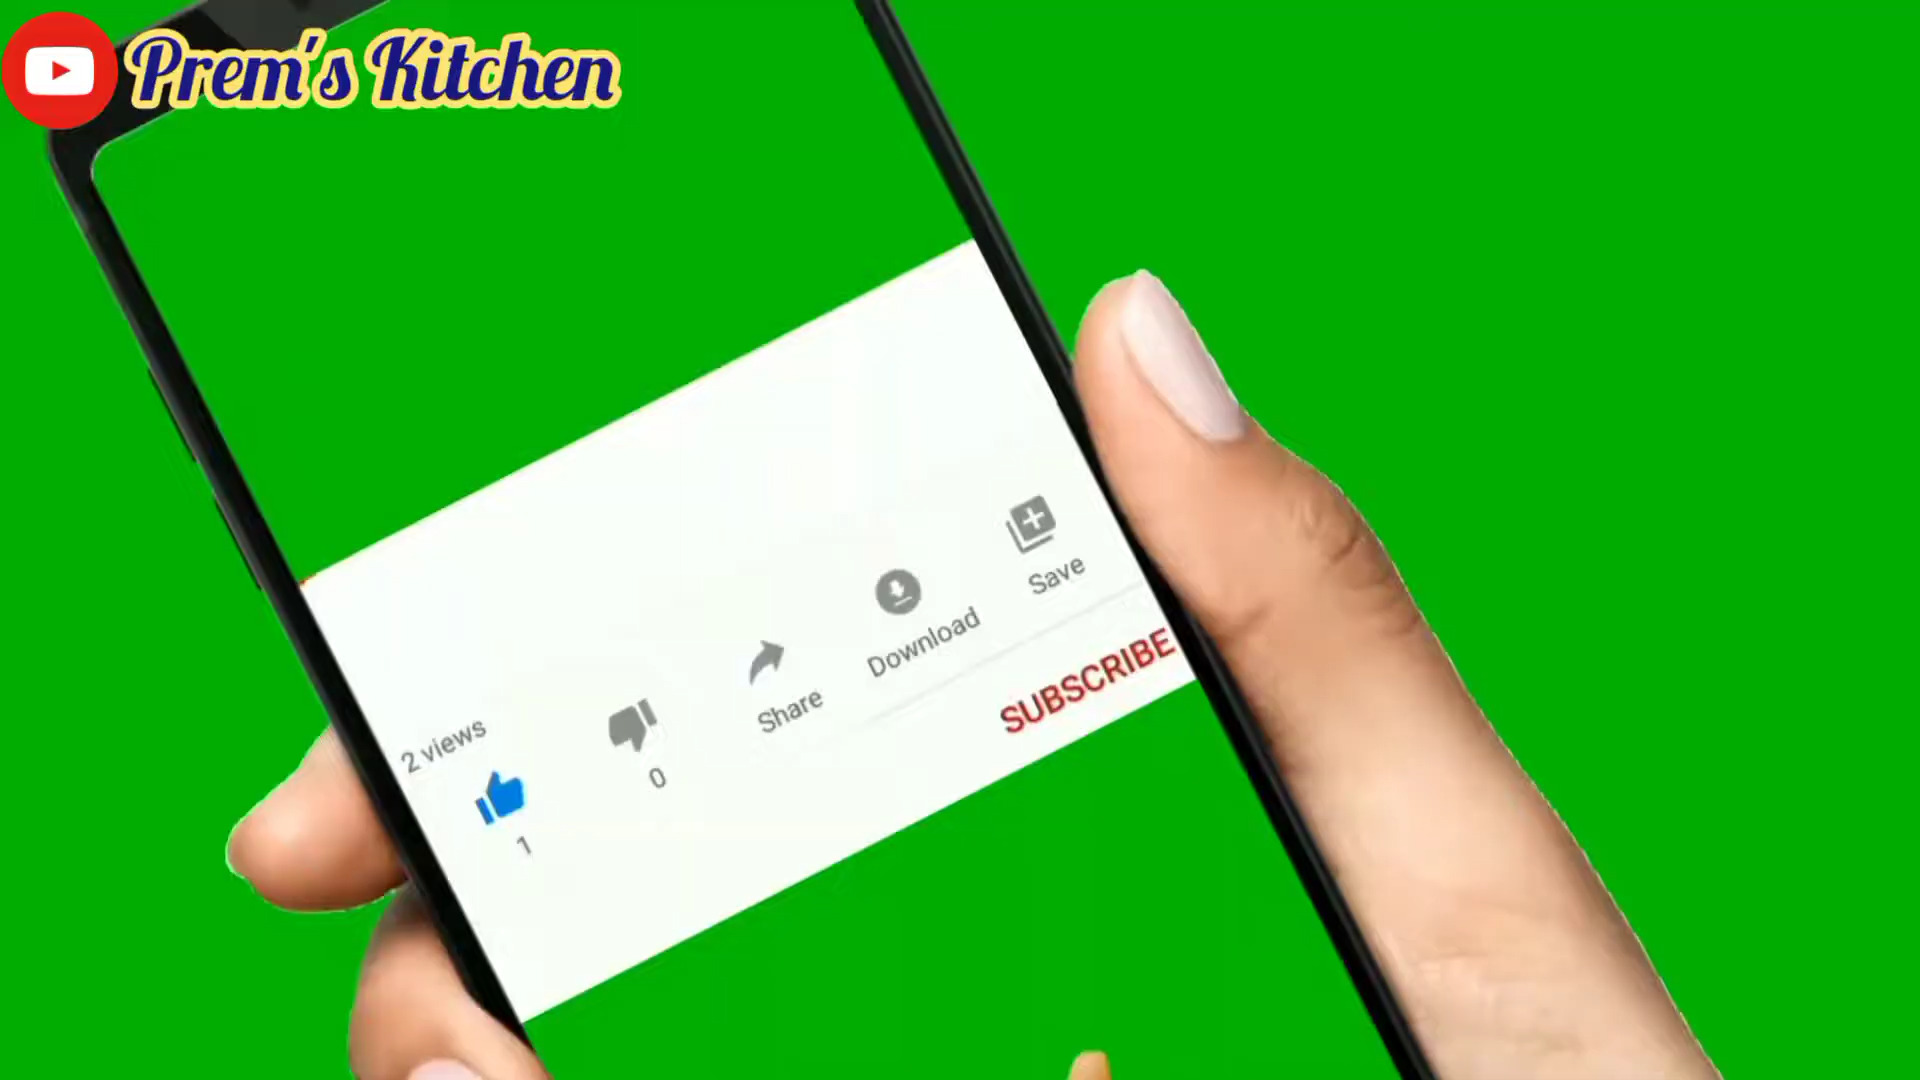 Prem's Kitchen
2 views
1
0
Share
Download
Save
SUBSCRIBE